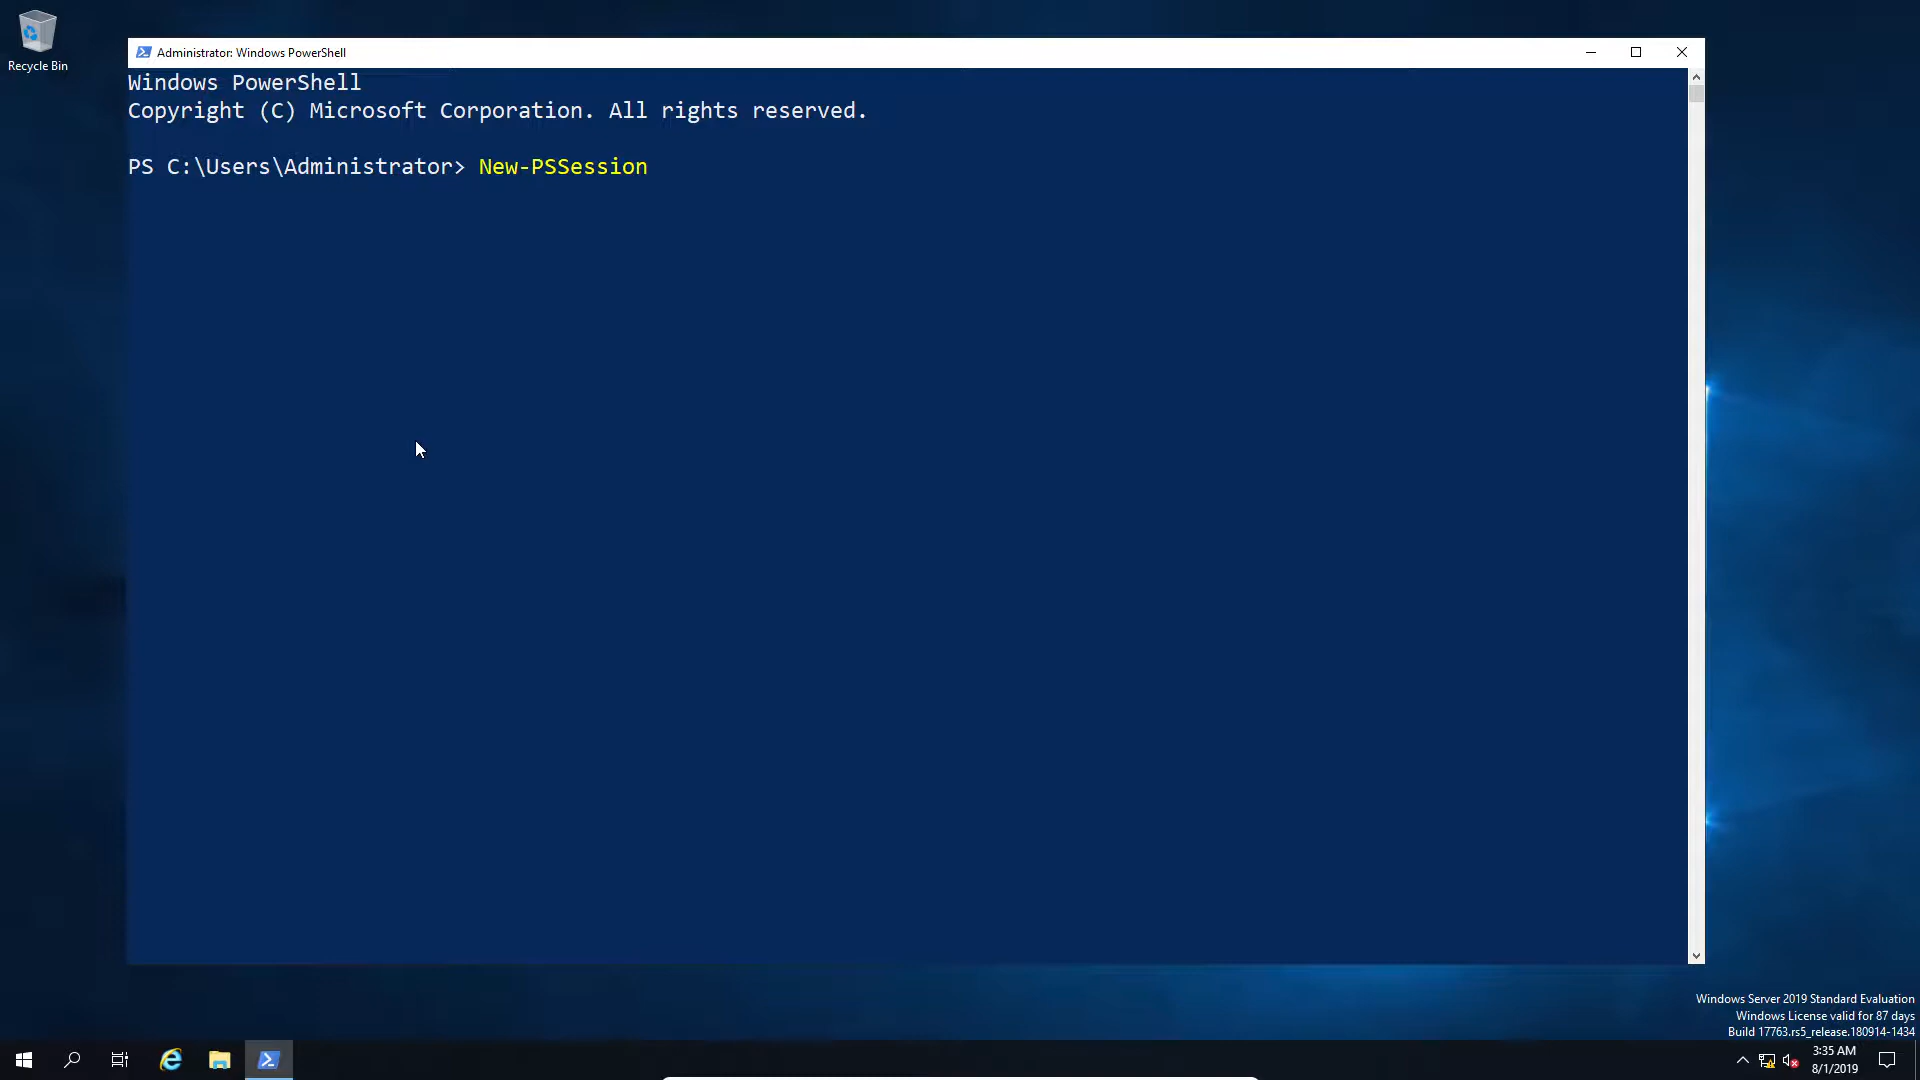 Recycle Bin
Administrator: Windows PowerShell
Windows PowerShell
Copyright (C) Microsoft Corporation. All rights reserved.
PS C:\Users\Administrator> New-PSSession
Windows Server 2019 Standard Evaluation
Windows License valid for 87 days
Build 17763.rs5_release.180914-1434
3:35 AM
8/1/2019